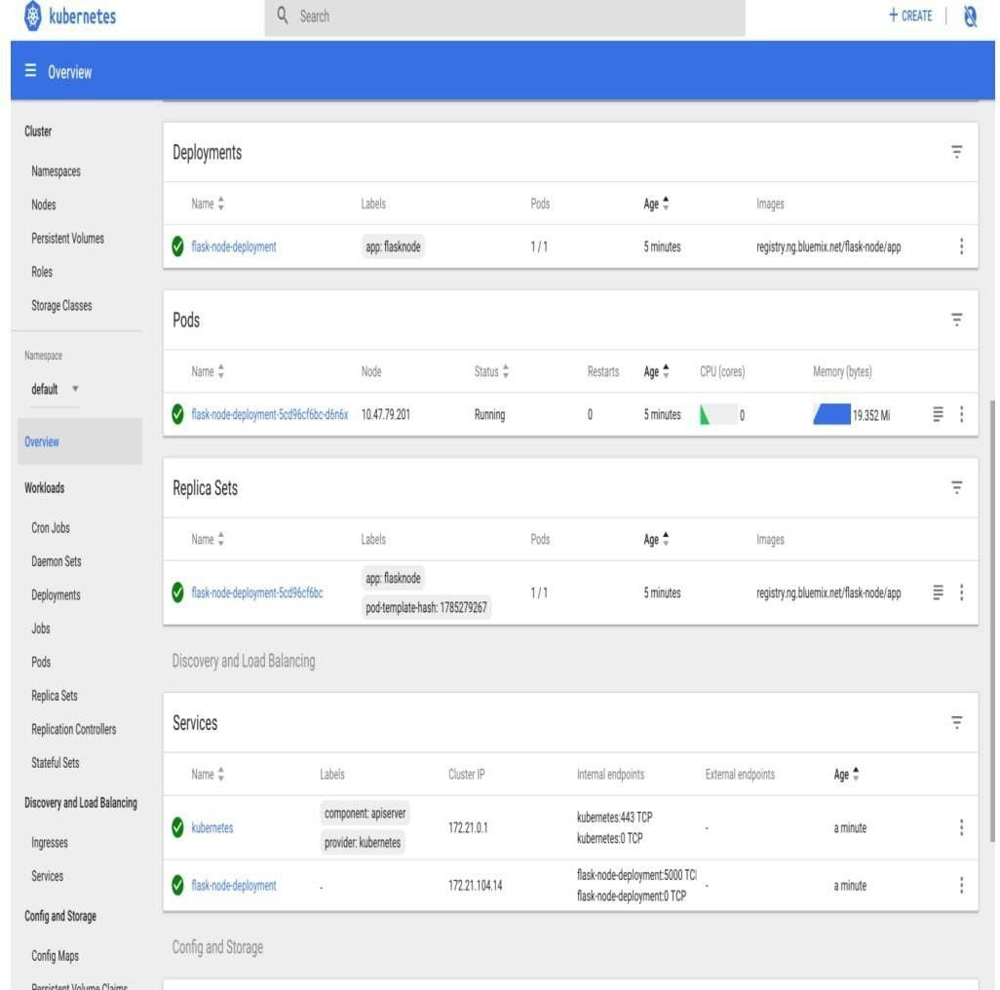 kubernetes
Search
+ CREATE
Overview
Cluster
Namespaces
Nodes
Persistent Volumes
Roles
Storage Classes
Namespace
default
Overview
Workloads
Cron Jobs
Daemon Sets
Deployments
Jobs
Pods
Replica Sets
Replication Controllers
Stateful Sets
Discovery and Load Balancing
Ingresses
Services
Config and Storage
Config Maps
Persistent Volume Claims
Deployments
Name Labels Pods Age Images
flask-node-deployment app: flasknode 1 / 1 5 minutes registry.ng.bluemix.net/flask-node/app
Pods
Name Node Status Restarts Age CPU (cores) Memory (bytes)
flask-node-deployment-5cd96cf6bc-d6n6x 10.47.79.201 Running 0 5 minutes 0 19.352 Mi
Replica Sets
Name Labels Pods Age Images
flask-node-deployment-5cd96cf6bc app: flasknode 1 / 1 5 minutes registry.ng.bluemix.net/flask-node/app
pod-template-hash: 1785279267
Discovery and Load Balancing
Services
Name Labels Cluster IP Internal endpoints External endpoints Age
kubernetes component: apiserver 172.21.0.1 kubernetes:443 TCP - a minute
provider: kubernetes kubernetes:0 TCP
flask-node-deployment - 172.21.104.14 flask-node-deployment:5000 TC - a minute
flask-node-deployment:0 TCP
Config and Storage